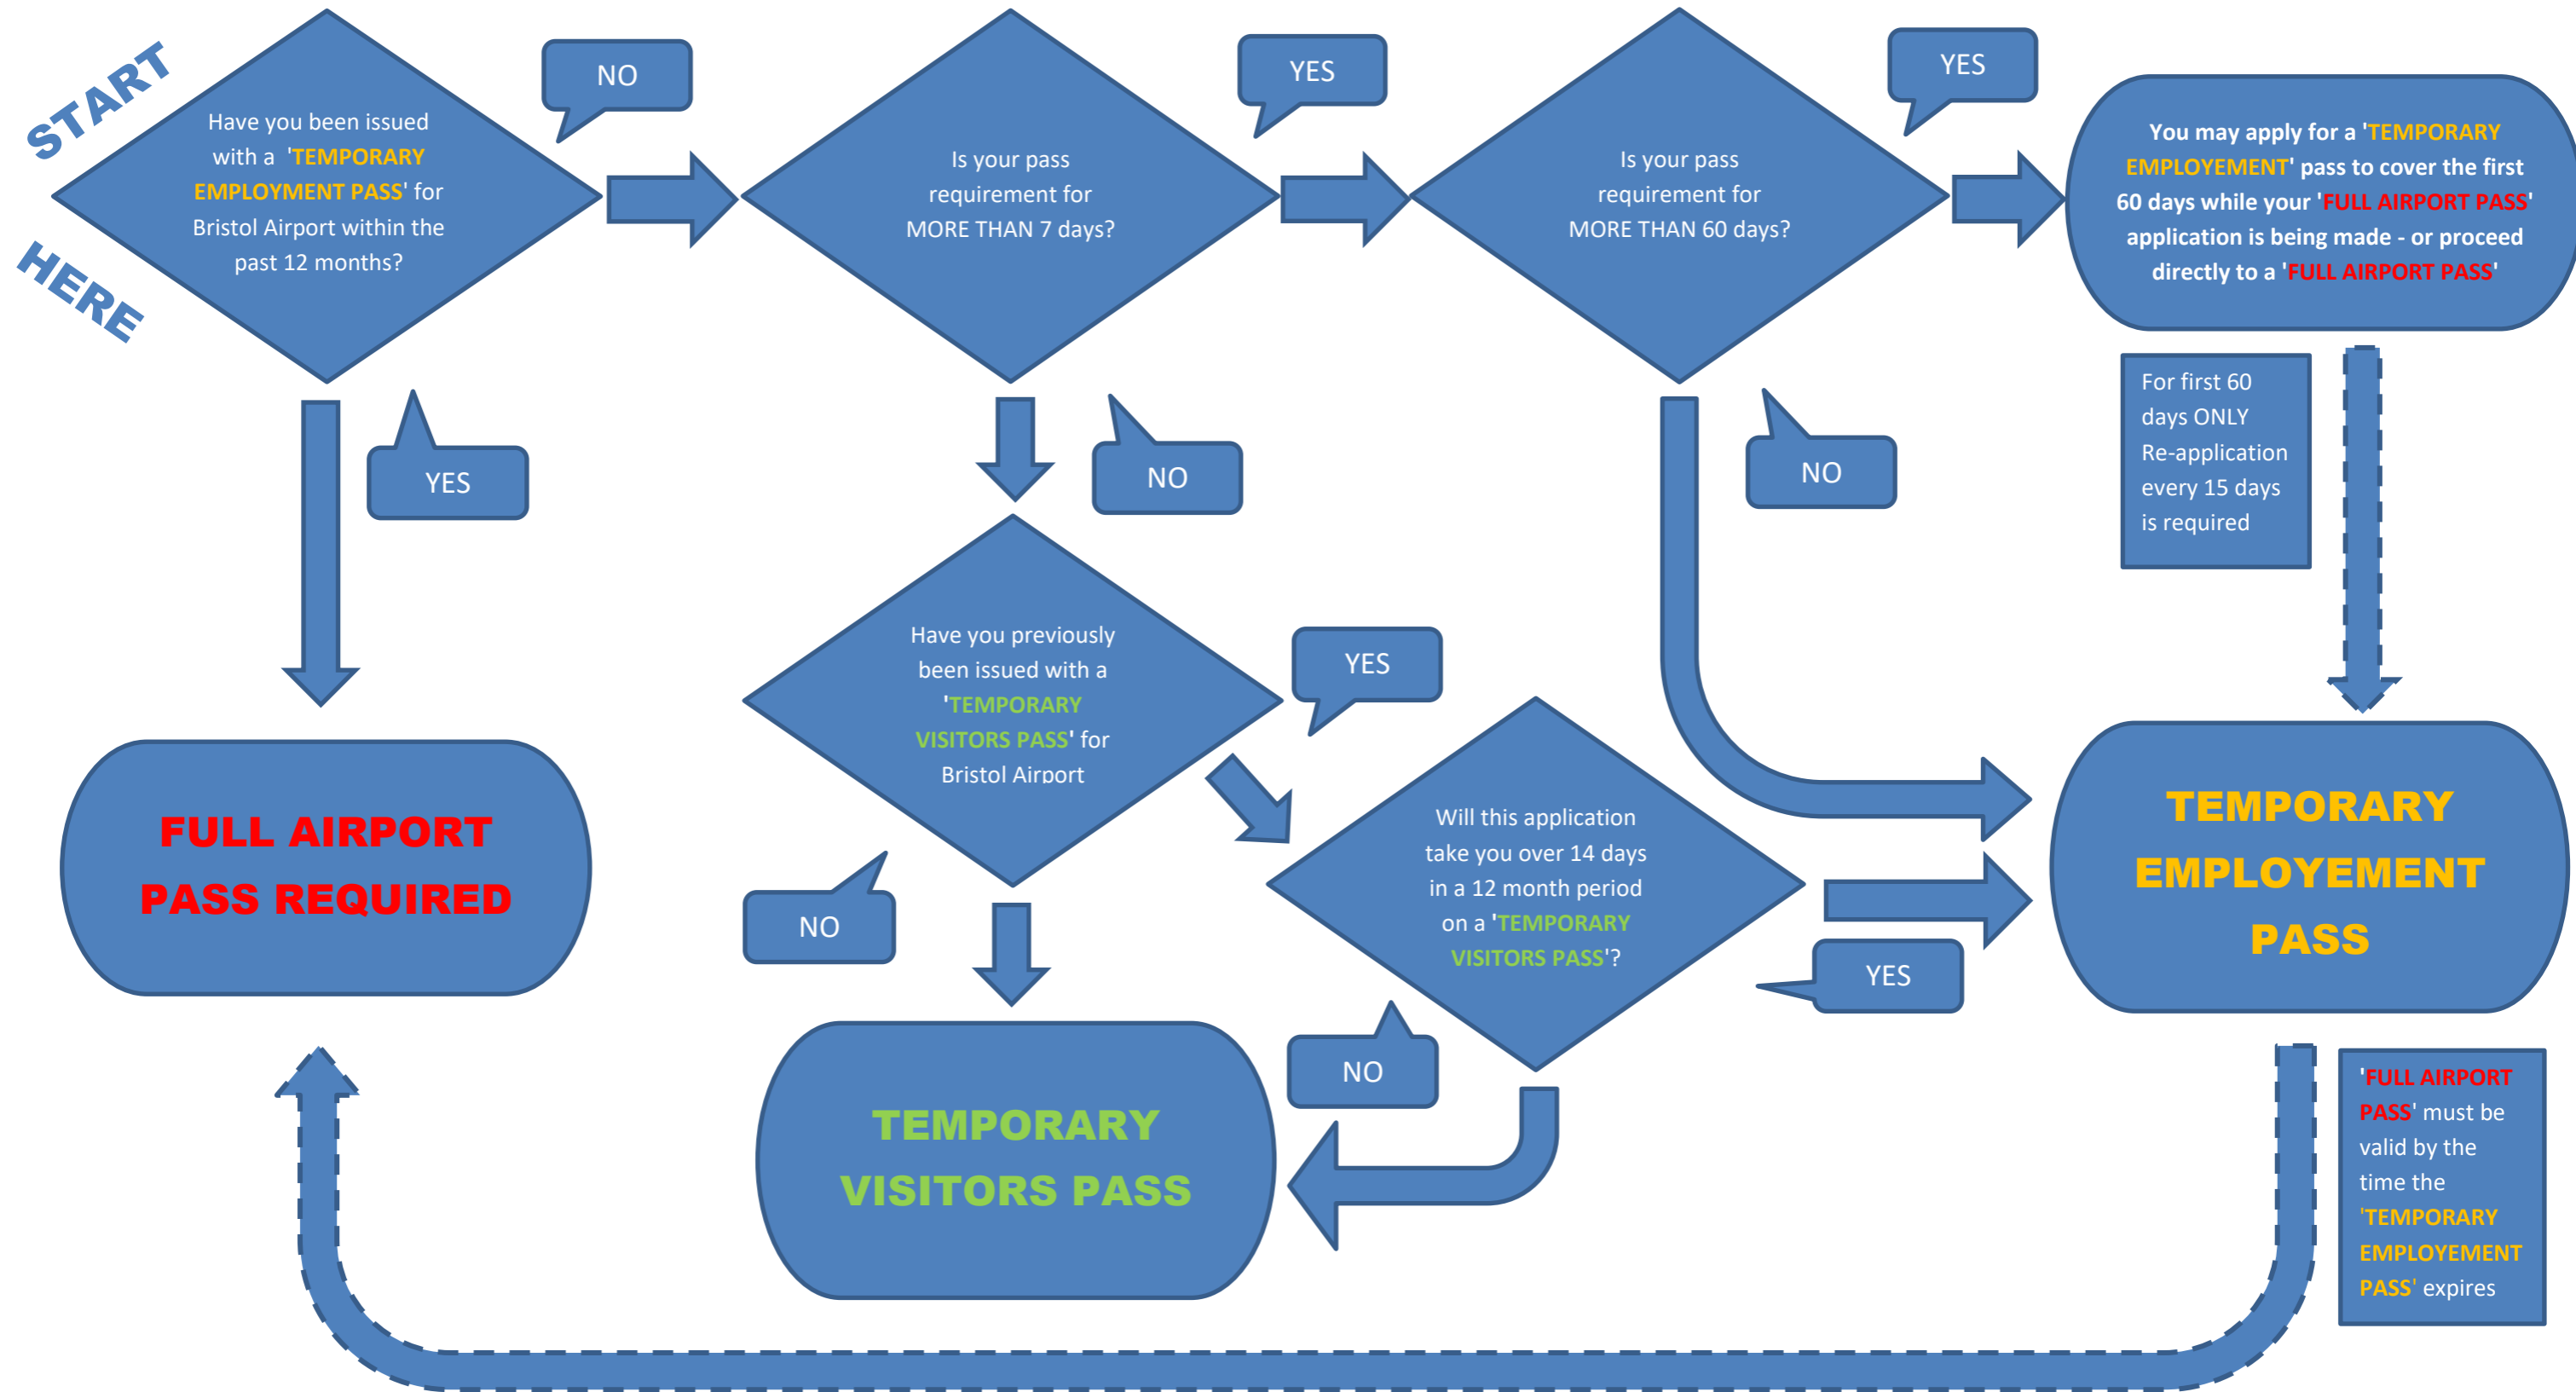 START
HERE
Have you been issued
with a 'TEMPORARY
EMPLOYMENT PASS' for
Bristol Airport within the
past 12 months?
NO
Is your pass
requirement for
MORE THAN 7 days?
YES
Is your pass
requirement for
MORE THAN 60 days?
YES
You may apply for a 'TEMPORARY
EMPLOYEMENT' pass to cover the first
60 days while your 'FULL AIRPORT PASS'
application is being made - or proceed
directly to a 'FULL AIRPORT PASS'
YES
NO
NO
For first 60
days ONLY
Re-application
every 15 days
is required
Have you previously
been issued with a
'TEMPORARY
VISITORS PASS' for
Bristol Airport
YES
NO
Will this application
take you over 14 days
in a 12 month period
on a 'TEMPORARY
VISITORS PASS'?
YES
NO
FULL AIRPORT
PASS REQUIRED
TEMPORARY
VISITORS PASS
TEMPORARY
EMPLOYEMENT
PASS
'FULL AIRPORT
PASS' must be
valid by the
time the
'TEMPORARY
EMPLOYEMENT
PASS' expires